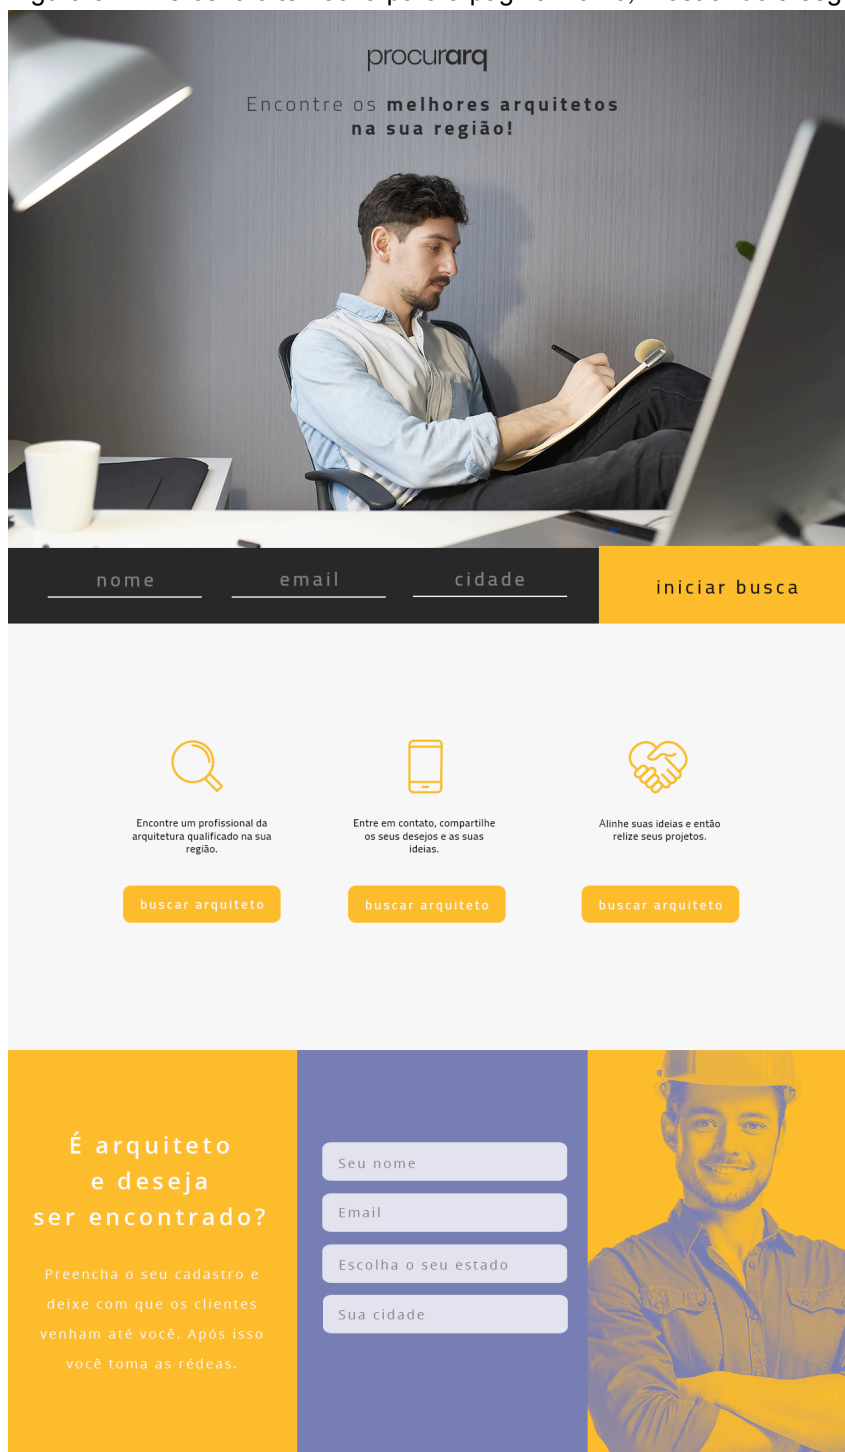 procurarq
Encontre os melhores arquitetos
na sua região!
nome
email
cidade
iniciar busca
Encontre um profissional da
arquitetura qualificado na sua
região.
Entre em contato, compartilhe
os seus desejos e as suas
ideias.
Alinhe suas ideias e então
relize seus projetos.
buscar arquiteto
buscar arquiteto
buscar arquiteto
É arquiteto
e deseja
ser encontrado?
Preencha o seu cadastro e
deixe com que os clientes
venham até você. Após isso
você toma as rédeas.
Seu nome
Email
Escolha o seu estado
Sua cidade